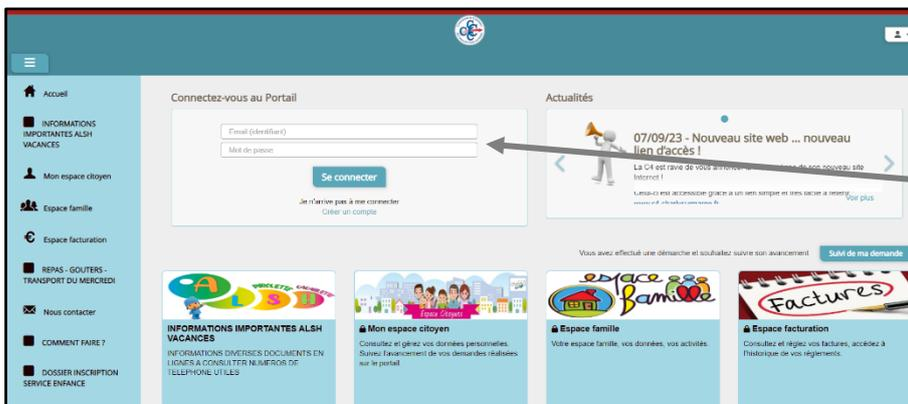 Accueil
INFORMATIONS
IMPORTANTES ALSH
VACANCES
Mon espace citoyen
Espace famille
Espace facturation
REPAS - GOUTERS -
TRANSPORT DU MERCREDI
Nous contacter
COMMENT FAIRE ?
DOSSIER INSCRIPTION
SERVICE ENFANCE
Connectez-vous au Portail
Email (identifiant)
Mot de passe
Se connecter
Je n'arrive pas à me connecter
Créer un compte
Actualités
07/09/23 - Nouveau site web ... nouveau
lien d'accès !
La C4 est ravie de vous annoncer de son nouveau site
Internet !
Celui-ci est accessible grâce à un lien simple et très facile à retenir
Voir plus
Vous avez effectué une démarche et souhaitez suivre son avancement
Suivi de ma demande
ALSH
INFORMATIONS IMPORTANTES ALSH
VACANCES
INFORMATIONS DIVERSES DOCUMENTS EN
LIGNES A CONSULTER NUMEROS DE
TELEPHONE UTILES
Espace Citoyens
Mon espace citoyen
Consultez et gérez vos données personnelles.
Suivez l'avancement de vos demandes réalisées
sur le portail
espace
Famille
Espace famille
Votre espace famille, vos données, vos activités.
Factures
Espace facturation
Consultez et réglez vos factures, accédez à
l'historique de vos règlements.